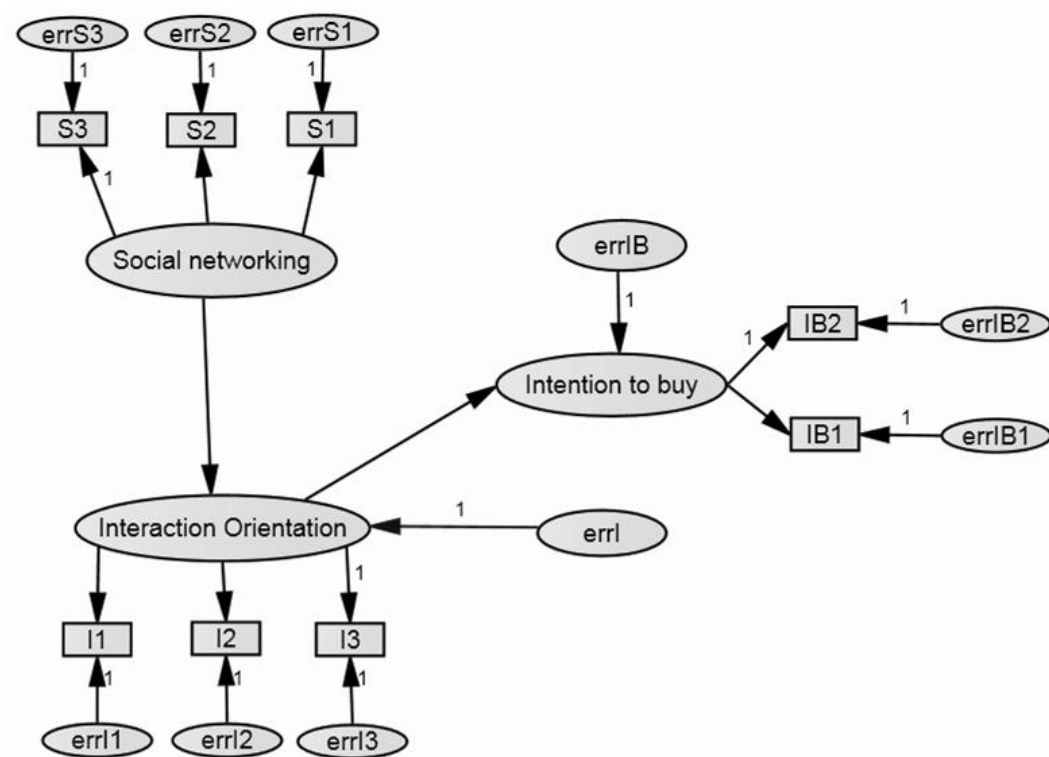 errS3 errS2 errS1
1 1 1
S3 S2 S1
1
Social networking
errIB
1
IB2 1 errIB2
1
Intention to buy
IB1 1 errIB1
Interaction Orientation 1 errI
1
I1 I2 I3
1 1 1
errI1 errI2 errI3